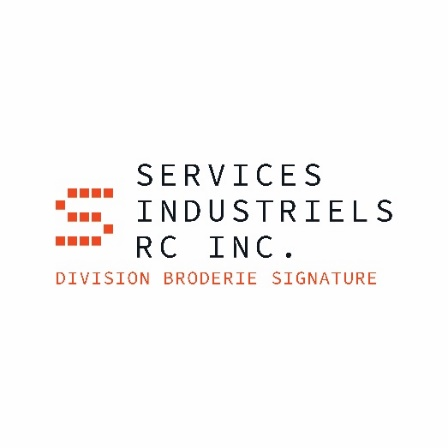 SERVICES
INDUSTRIELS
RC INC.
DIVISION BRODERIE SIGNATURE